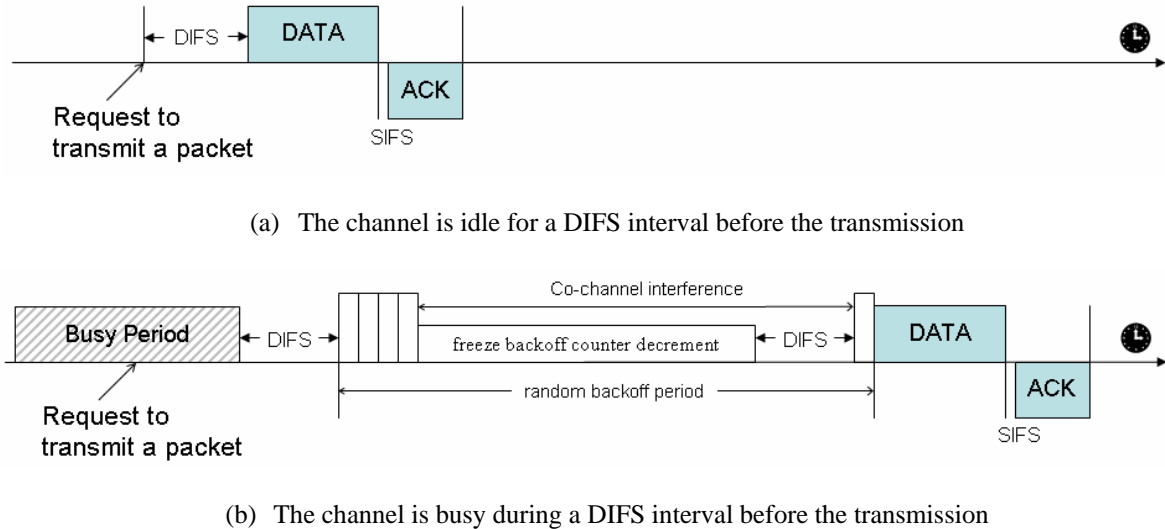 DIFS
DATA
ACK
SIFS
Request to
transmit a packet
(a) The channel is idle for a DIFS interval before the transmission
Co-channel interference
Busy Period
DIFS
freeze backoff counter decrement
DIFS
DATA
random backoff period
ACK
SIFS
Request to
transmit a packet
(b) The channel is busy during a DIFS interval before the transmission